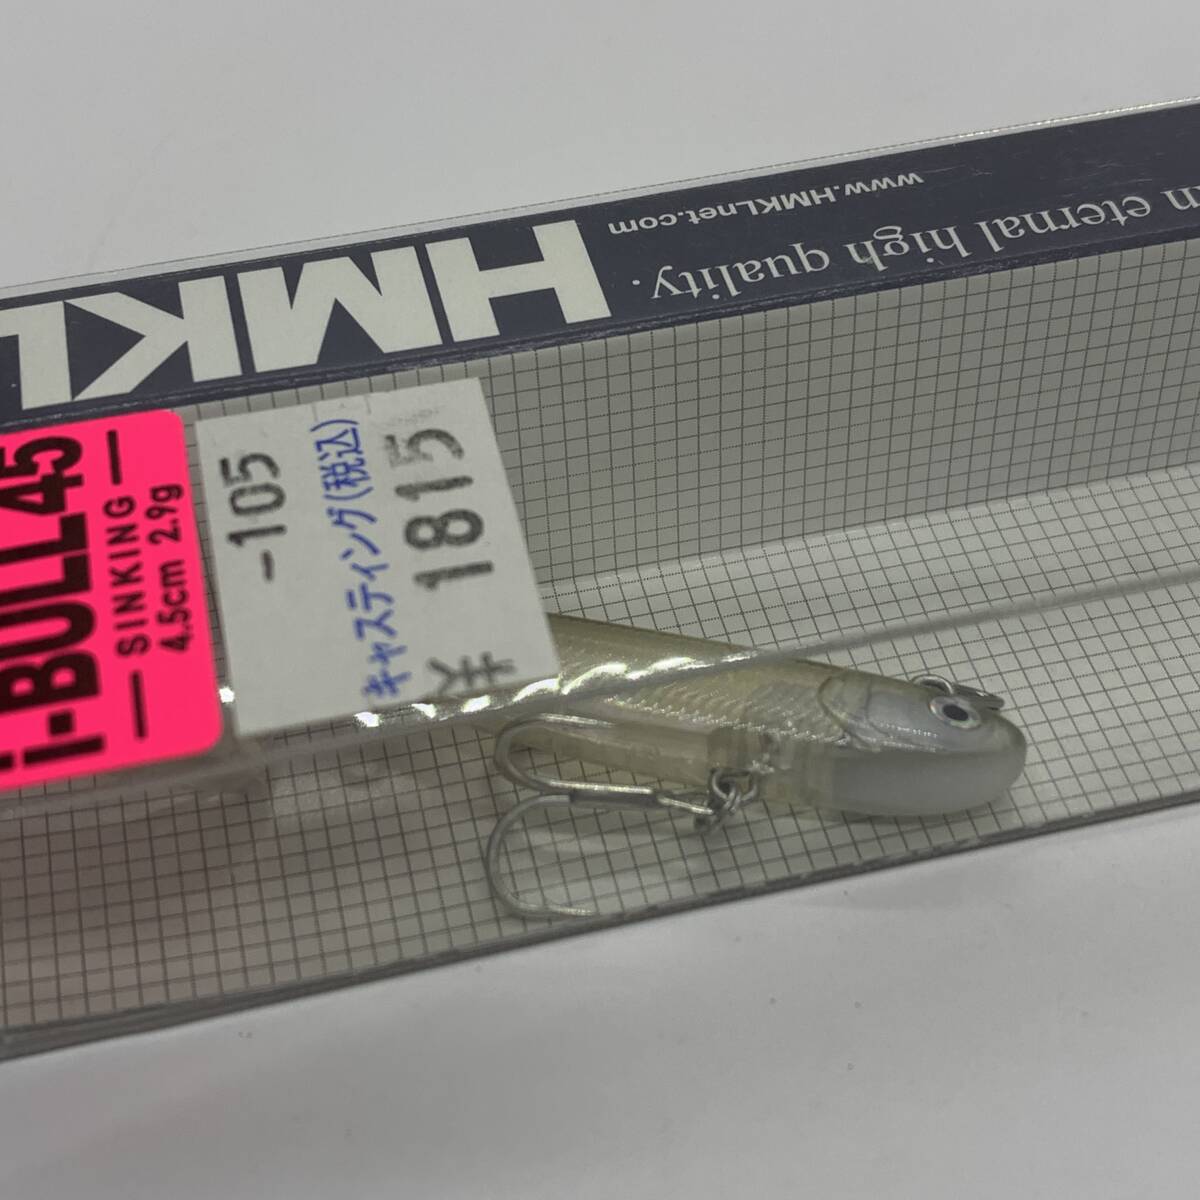 HMKL
www.HMKLnet.com
n eternal high quality.
i-BULL45
SINKING
4.5cm 2.9g
-105
キャスティング(税込)
¥ 1815